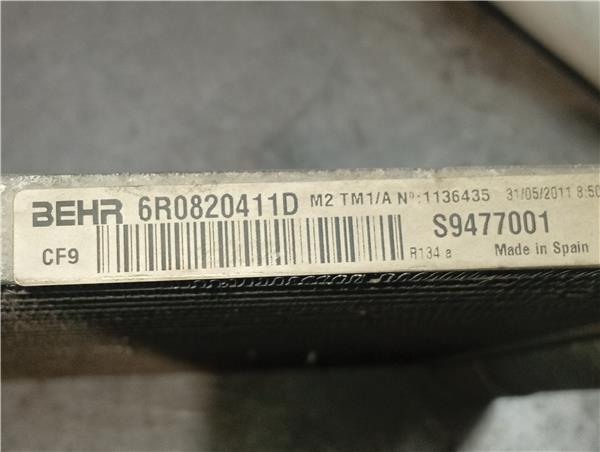 BEHR 6R0820411D M2 TM1/A Nº:1136435 31/05/2011 8:50
CF9 S9477001
R134 a Made in Spain